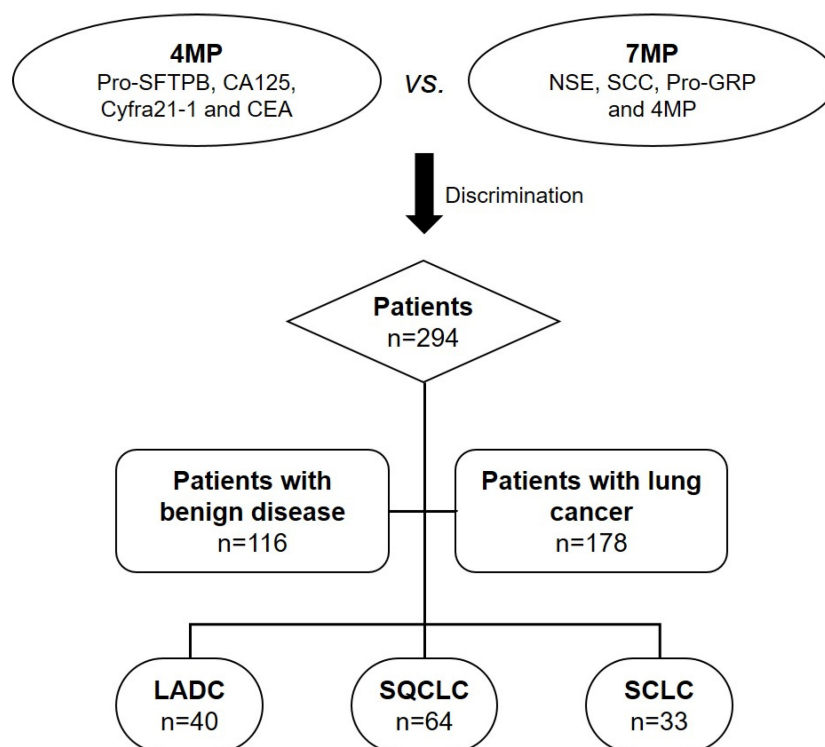 4MP
Pro-SFTPB, CA125,
Cyfra21-1 and CEA
vs.
7MP
NSE, SCC, Pro-GRP
and 4MP
Discrimination
Patients
n=294
Patients with
benign disease
n=116
Patients with lung
cancer
n=178
LADC
n=40
SQCLC
n=64
SCLC
n=33